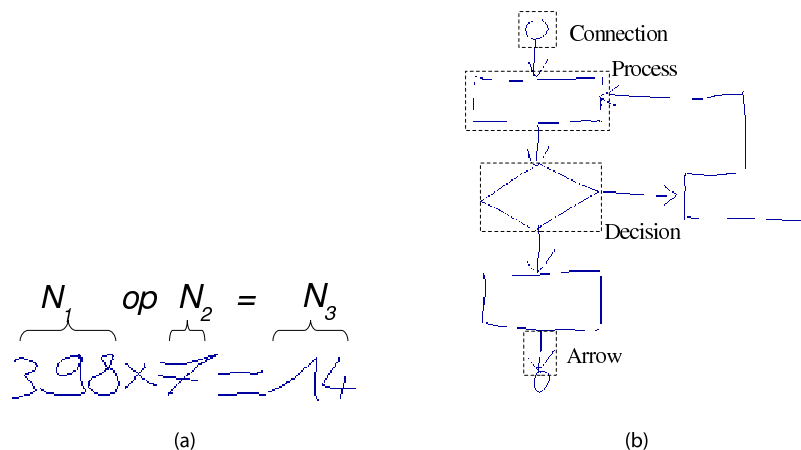 Connection
Process
Decision
N1 op N2 = N3
398×7=14
Arrow
(a)
(b)